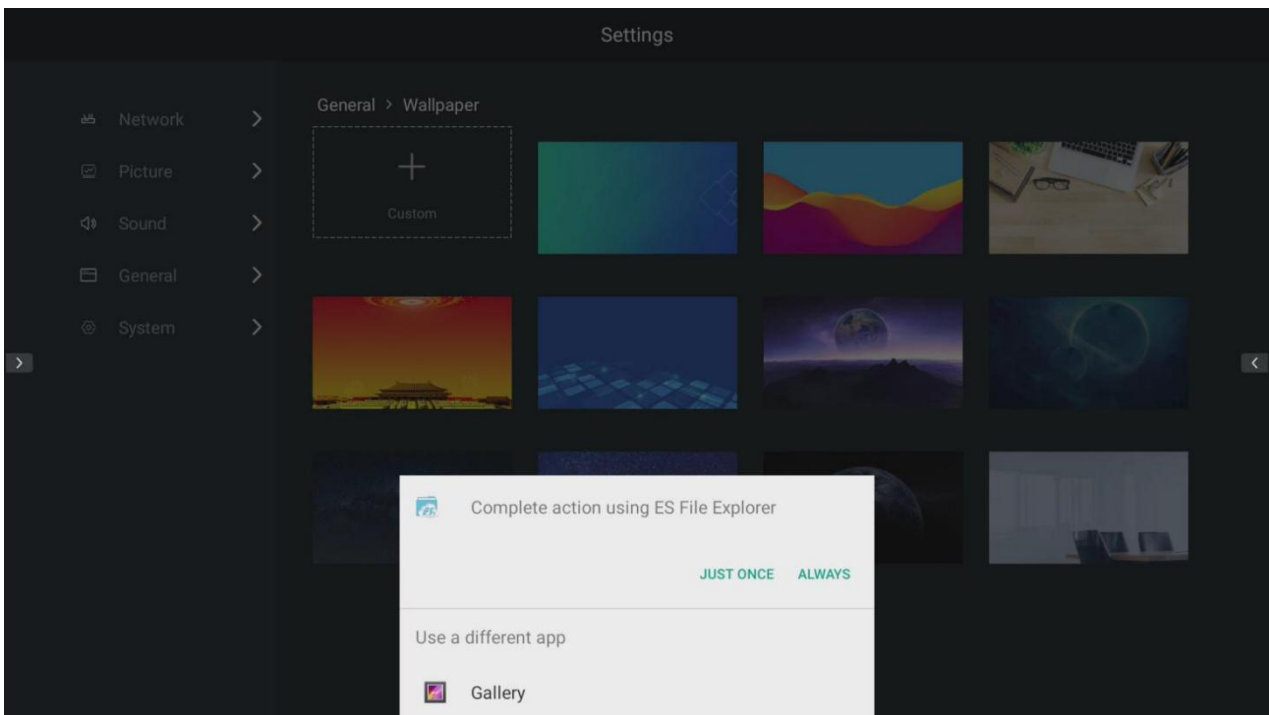 Settings
Network
Picture
Sound
General
System
General > Wallpaper
Custom
Complete action using ES File Explorer
JUST ONCE ALWAYS
Use a different app
Gallery